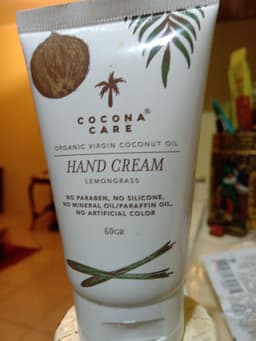 COCONA®
CARE
ORGANIC VIRGIN COCONUT OIL
HAND CREAM
LEMONGRASS
NO PARABEN, NO SILICONE,
NO MINERAL OIL/PARAFFIN OIL,
NO ARTIFICIAL COLOR
60GR